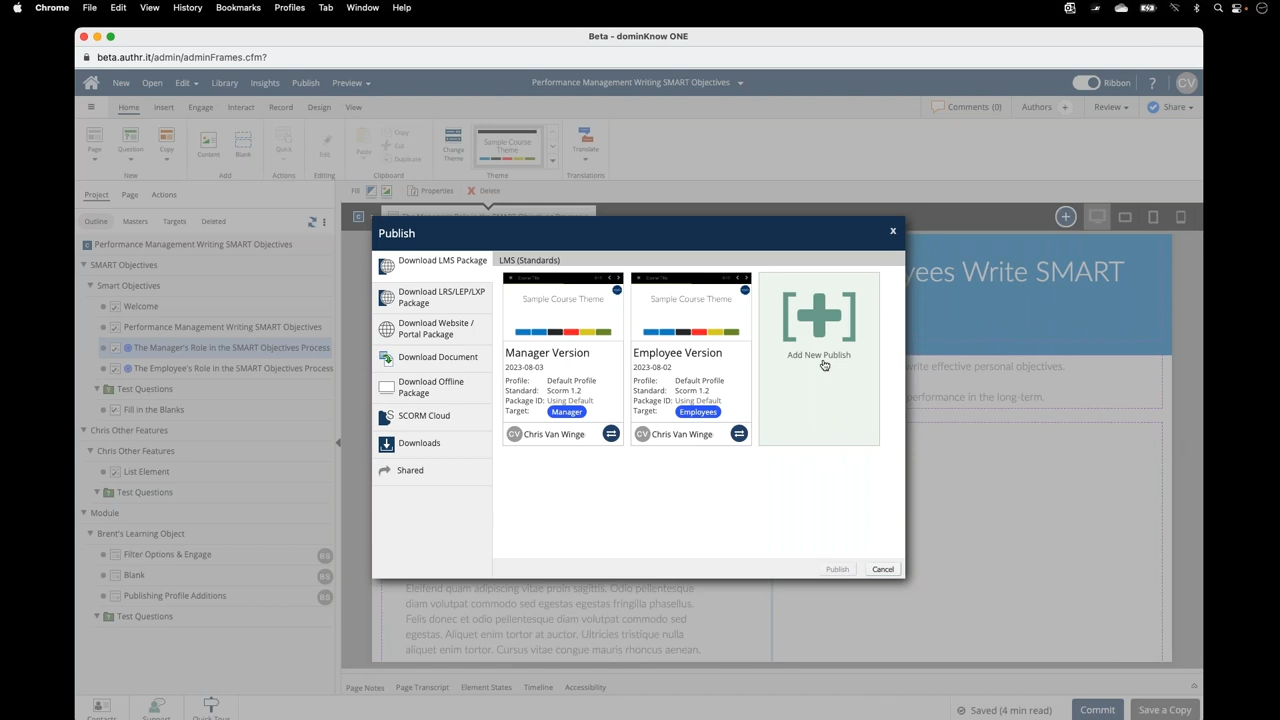 Chrome File Edit View History Bookmarks Profiles Tab Window Help
Beta - dominKnow ONE
beta.authr.it/admin/adminFrames.cfm?
New Open Edit Library Insights Publish Preview Performance Management Writing SMART Objectives Ribbon ? CV
Home Insert Engage Interact Record Design View Comments (0) Authors + Review Share
Page Question Copy Content Blank Quick Edit Paste Copy Cut Duplicate Change Theme Sample Course Theme Translate
New Add Actions Editing Clipboard Theme Translations
Project Page Actions Fill Properties Delete
Outline Masters Targets Deleted
Performance Management Writing SMART Objectives
SMART Objectives
Smart Objectives
Welcome
Performance Management Writing SMART Objectives
The Manager's Role in the SMART Objectives Process
The Employee's Role in the SMART Objectives Process
Test Questions
Fill in the Blanks
Chris Other Features
Chris Other Features
List Element
Test Questions
Module
Brent's Learning Object
Filter Options & Engage BS
Blank BS
Publishing Profile Additions BS
Test Questions
Publish x
Download LMS Package
Download LRS/LEP/LXP
Package
Download Website /
Portal Package
Download Document
Download Offline
Package
SCORM Cloud
Downloads
Shared
LMS (Standards)
Sample Course Theme
Manager Version
2023-08-03
Profile: Default Profile
Standard: Scorm 1.2
Package ID: Using Default
Target: Manager
CV Chris Van Winge
Sample Course Theme
Employee Version
2023-08-02
Profile: Default Profile
Standard: Scorm 1.2
Package ID: Using Default
Target: Employees
CV Chris Van Winge
Add New Publish
Publish Cancel
yees Write SMART
write effective personal objectives.
performance in the long-term.
Eleifend quam adipiscing vitae proin sagittis. Odio pellentesque
diam volutpat commodo sed egestas egestas fringilla phasellus.
Felis donec et odio pellentesque diam volutpat commodo sed
egestas. Aliquet enim tortor at auctor. Ultricies tristique nulla
aliquet enim tortor. Cursus vitae congue mauris rhoncus aenean.
Page Notes Page Transcript Element States Timeline Accessibility
Contacts Support Quick Tour Saved (4 min read) Commit Save a Copy